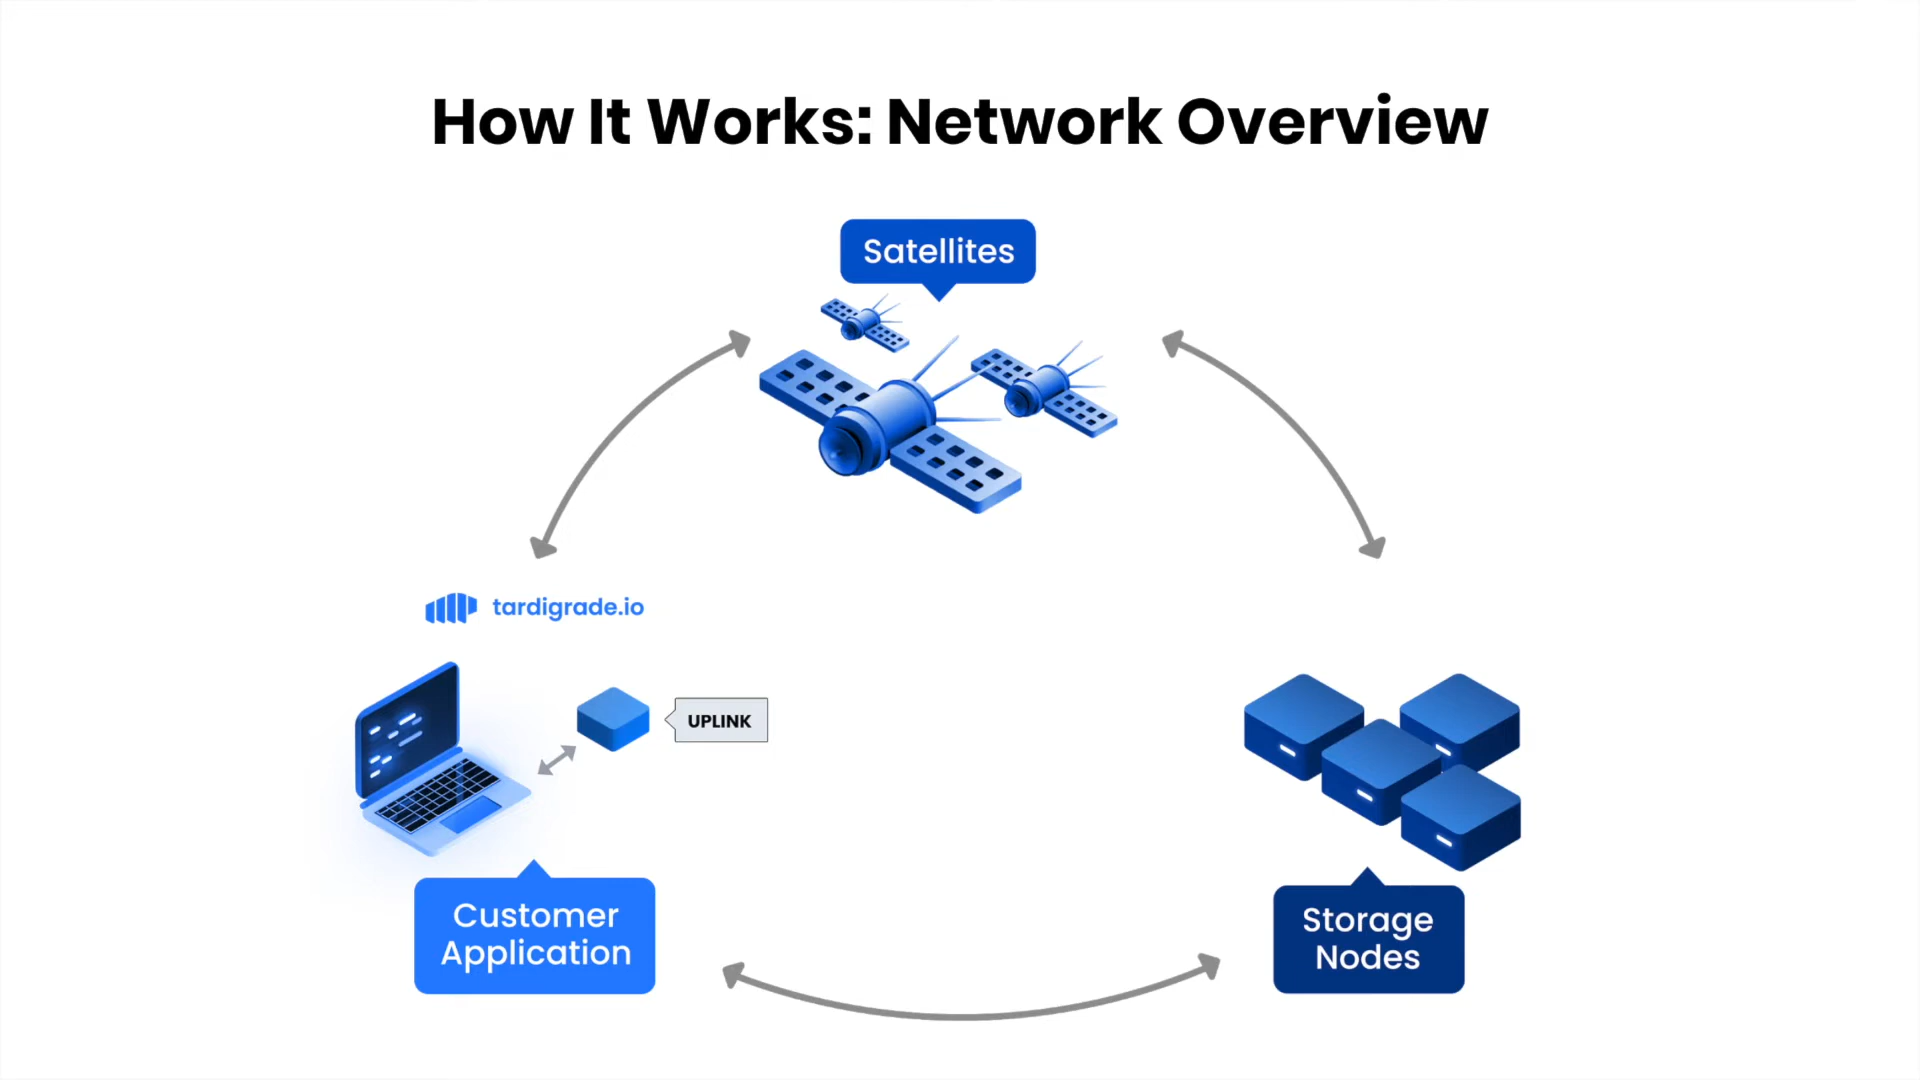 How It Works: Network Overview
Satellites
tardigrade.io
UPLINK
Customer
Application
Storage
Nodes